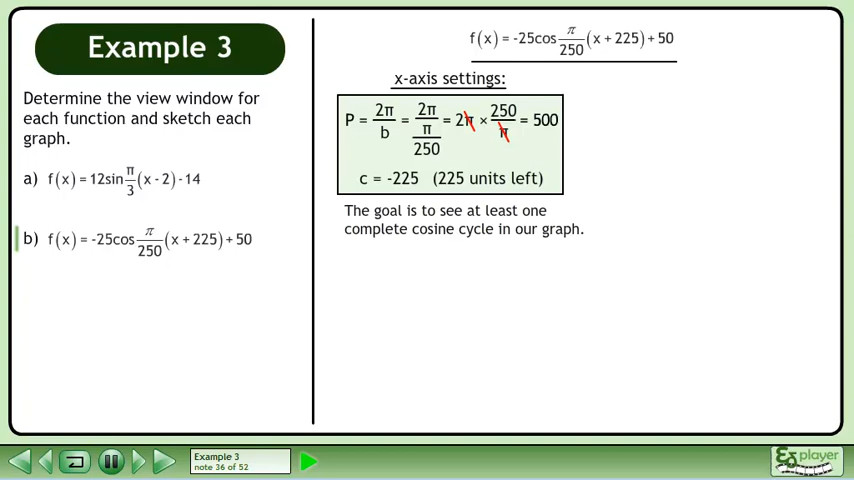 Example 3
Determine the view window for
each function and sketch each
graph.
a) f(x) = 12sin π/3 (x - 2) - 14
b) f(x) = -25cos π/250 (x + 225) + 50
f(x) = -25cos π/250 (x + 225) + 50
x-axis settings:
P = 2π/b = 2π/(π/250) = 2π × 250/π = 500
c = -225 (225 units left)
The goal is to see at least one
complete cosine cycle in our graph.
Example 3
note 36 of 52
player